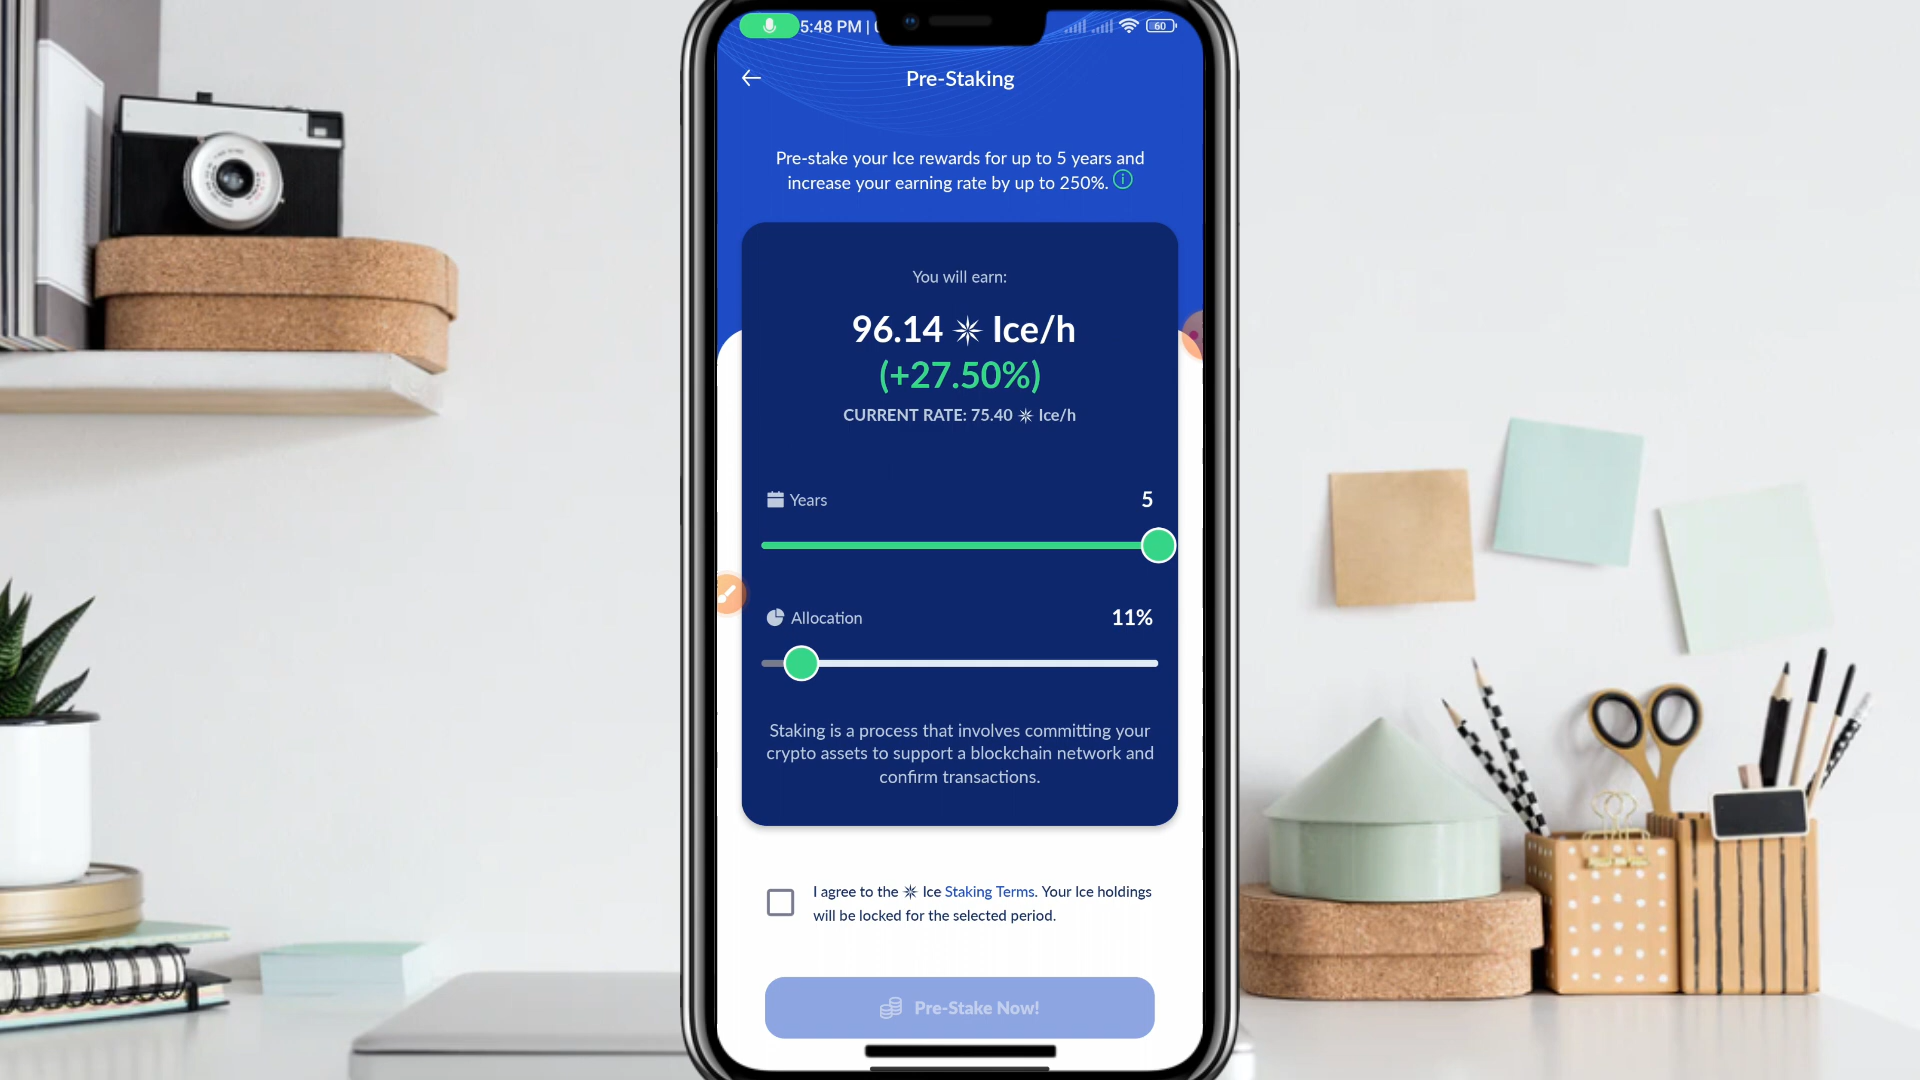 5:48 PM |
60
Pre-Staking
Pre-stake your Ice rewards for up to 5 years and
increase your earning rate by up to 250%.
You will earn:
96.14 Ice/h
(+27.50%)
CURRENT RATE: 75.40 Ice/h
Years 5
Allocation 11%
Staking is a process that involves committing your
crypto assets to support a blockchain network and
confirm transactions.
I agree to the Ice Staking Terms. Your Ice holdings
will be locked for the selected period.
Pre-Stake Now!